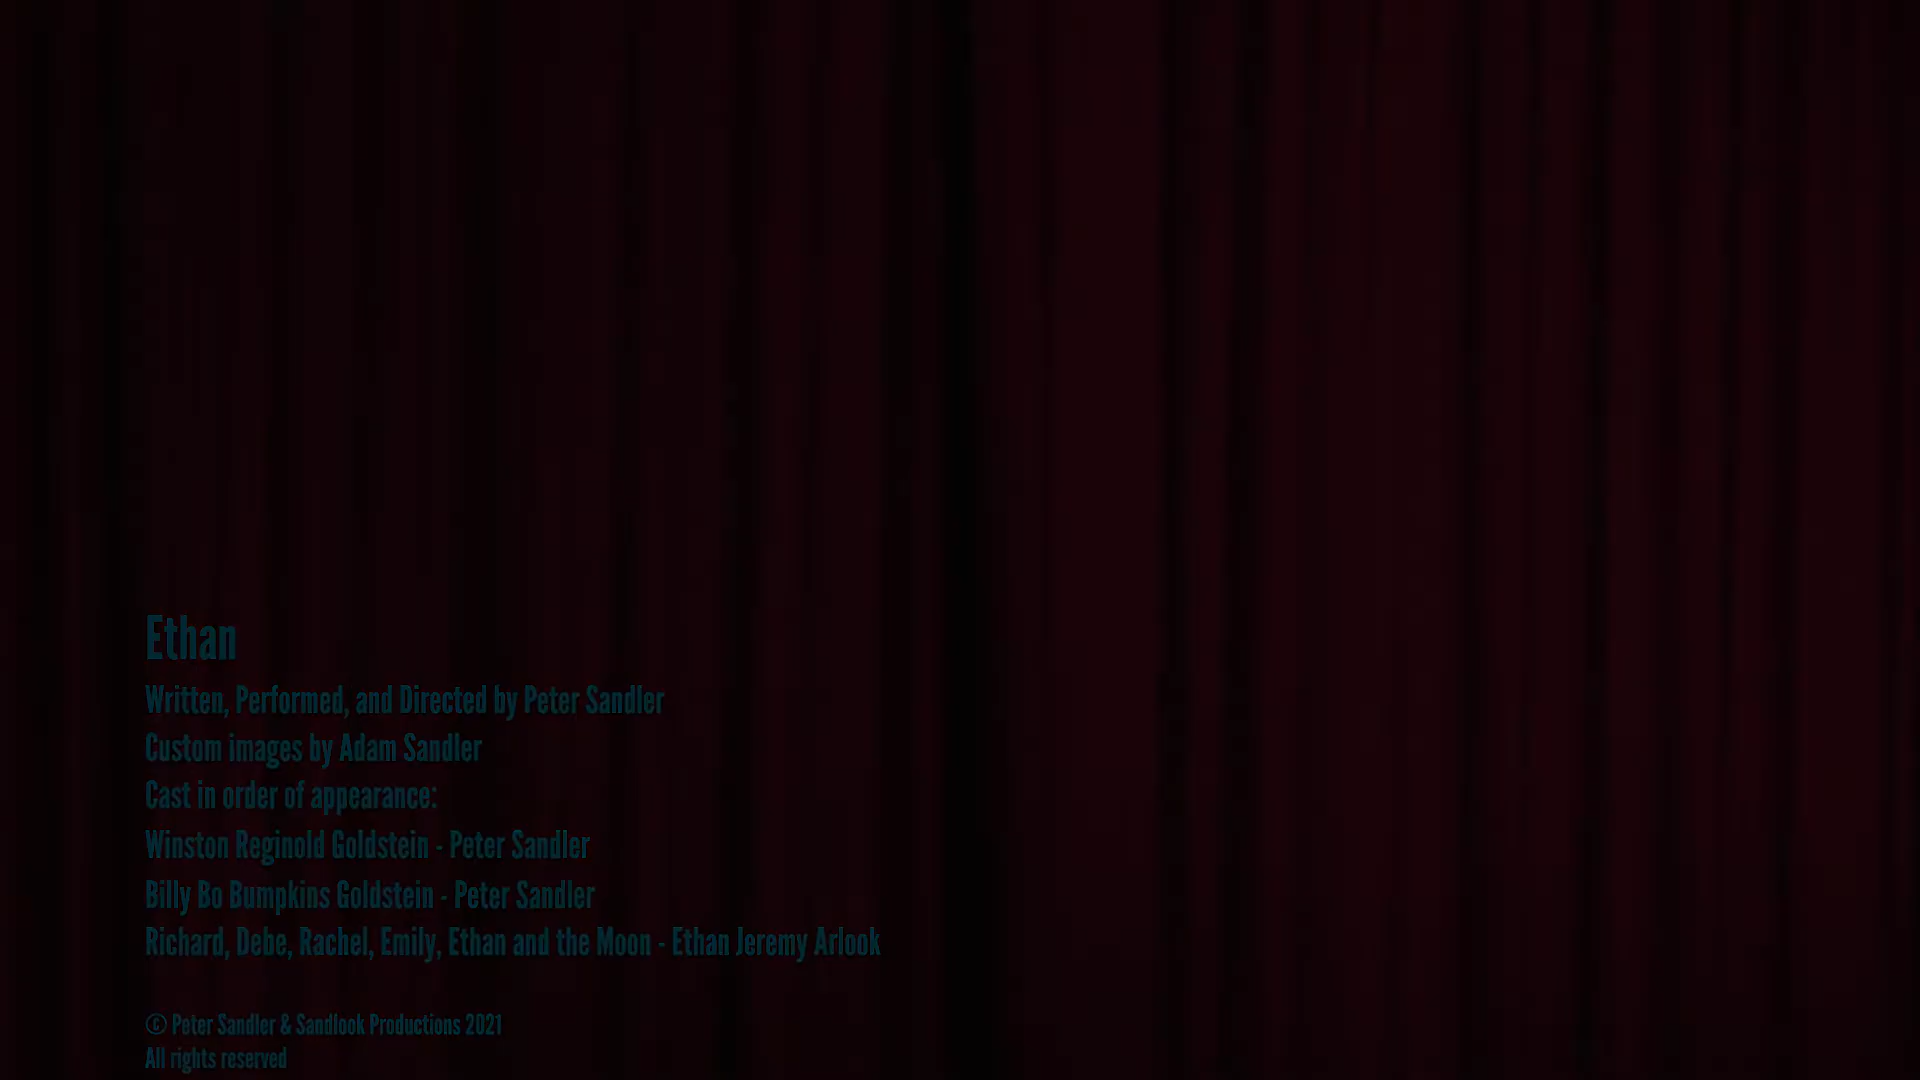 Ethan
Written, Performed, and Directed by Peter Sandler
Custom images by Adam Sandler
Cast in order of appearance:
Winston Reginold Goldstein - Peter Sandler
Billy Bo Bumpkins Goldstein - Peter Sandler
Richard, Debe, Rachel, Emily, Ethan and the Moon - Ethan Jeremy Arlook
© Peter Sandler & Sandlook Productions 2021
All rights reserved